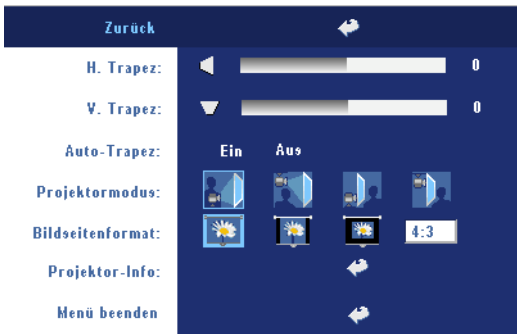 Zurück
H. Trapez: 0
V. Trapez: 0
Auto-Trapez: Ein Aus
Projektormodus:
Bildseitenformat: 4:3
Projektor-Info:
Menü beenden